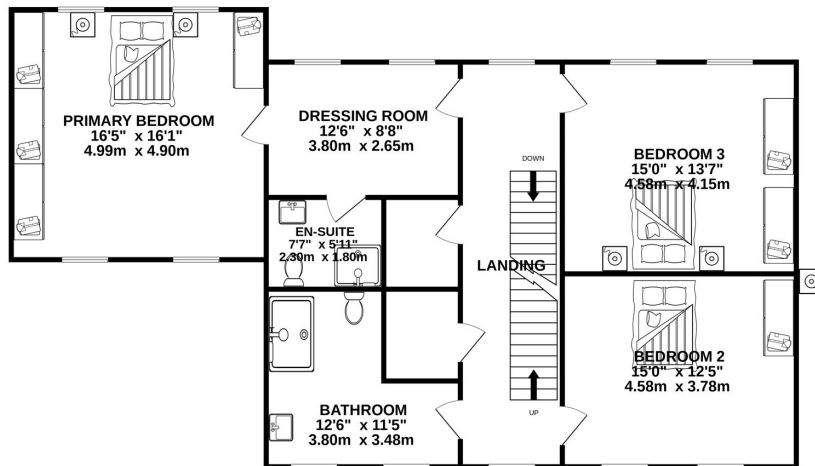 PRIMARY BEDROOM
16'5" x 16'1"
4.99m x 4.90m
DRESSING ROOM
12'6" x 8'8"
3.80m x 2.65m
EN-SUITE
7'7" x 5'11"
2.30m x 1.80m
DOWN
LANDING
UP
BEDROOM 3
15'0" x 13'7"
4.58m x 4.15m
BEDROOM 2
15'0" x 12'5"
4.58m x 3.78m
BATHROOM
12'6" x 11'5"
3.80m x 3.48m